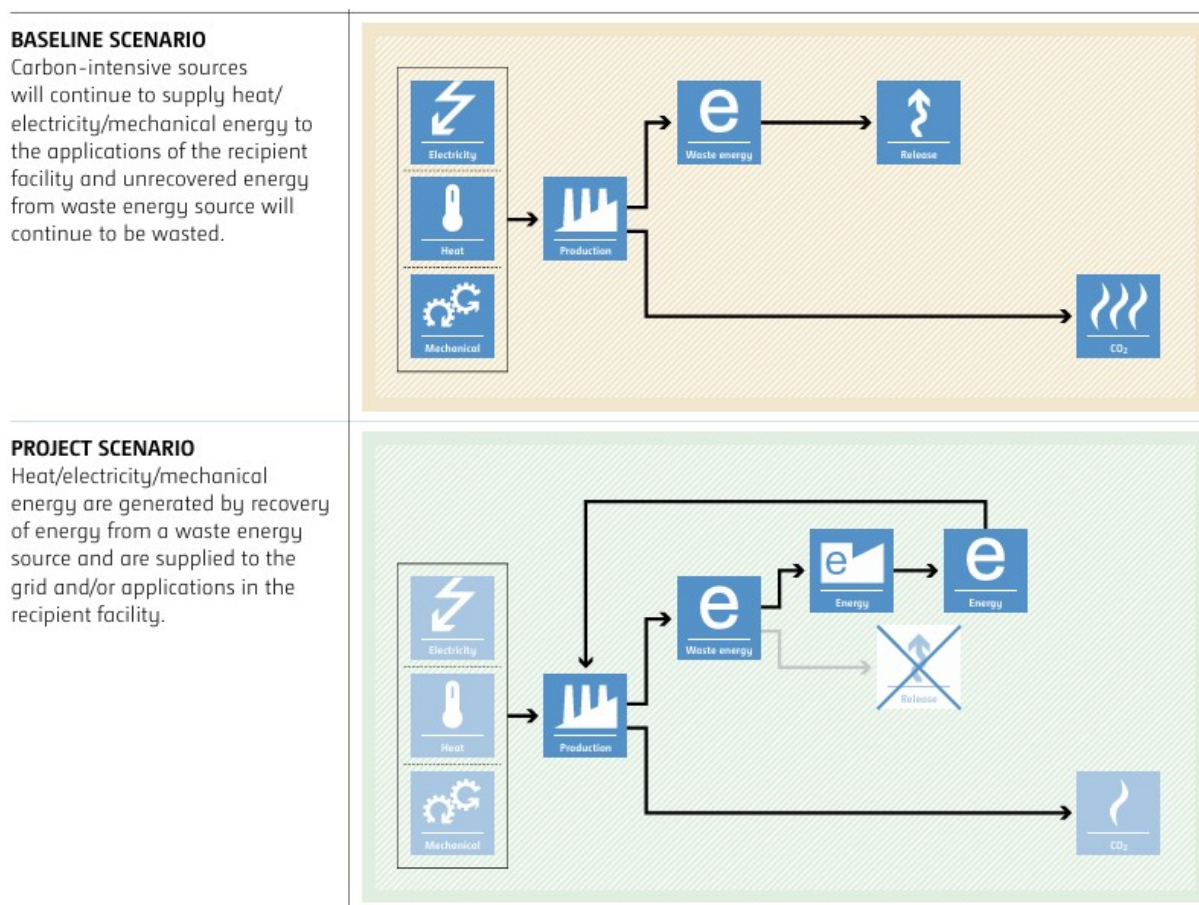 BASELINE SCENARIO
Carbon-intensive sources
will continue to supply heat/
electricity/mechanical energy to
the applications of the recipient
facility and unrecovered energy
from waste energy source will
continue to be wasted.
Electricity
Heat
Mechanical
Production
e
Waste energy
Release
CO₂
PROJECT SCENARIO
Heat/electricity/mechanical
energy are generated by recovery
of energy from a waste energy
source and are supplied to the
grid and/or applications in the
recipient facility.
Electricity
Heat
Mechanical
Production
e
Waste energy
e
Energy
e
Energy
Release
CO₂